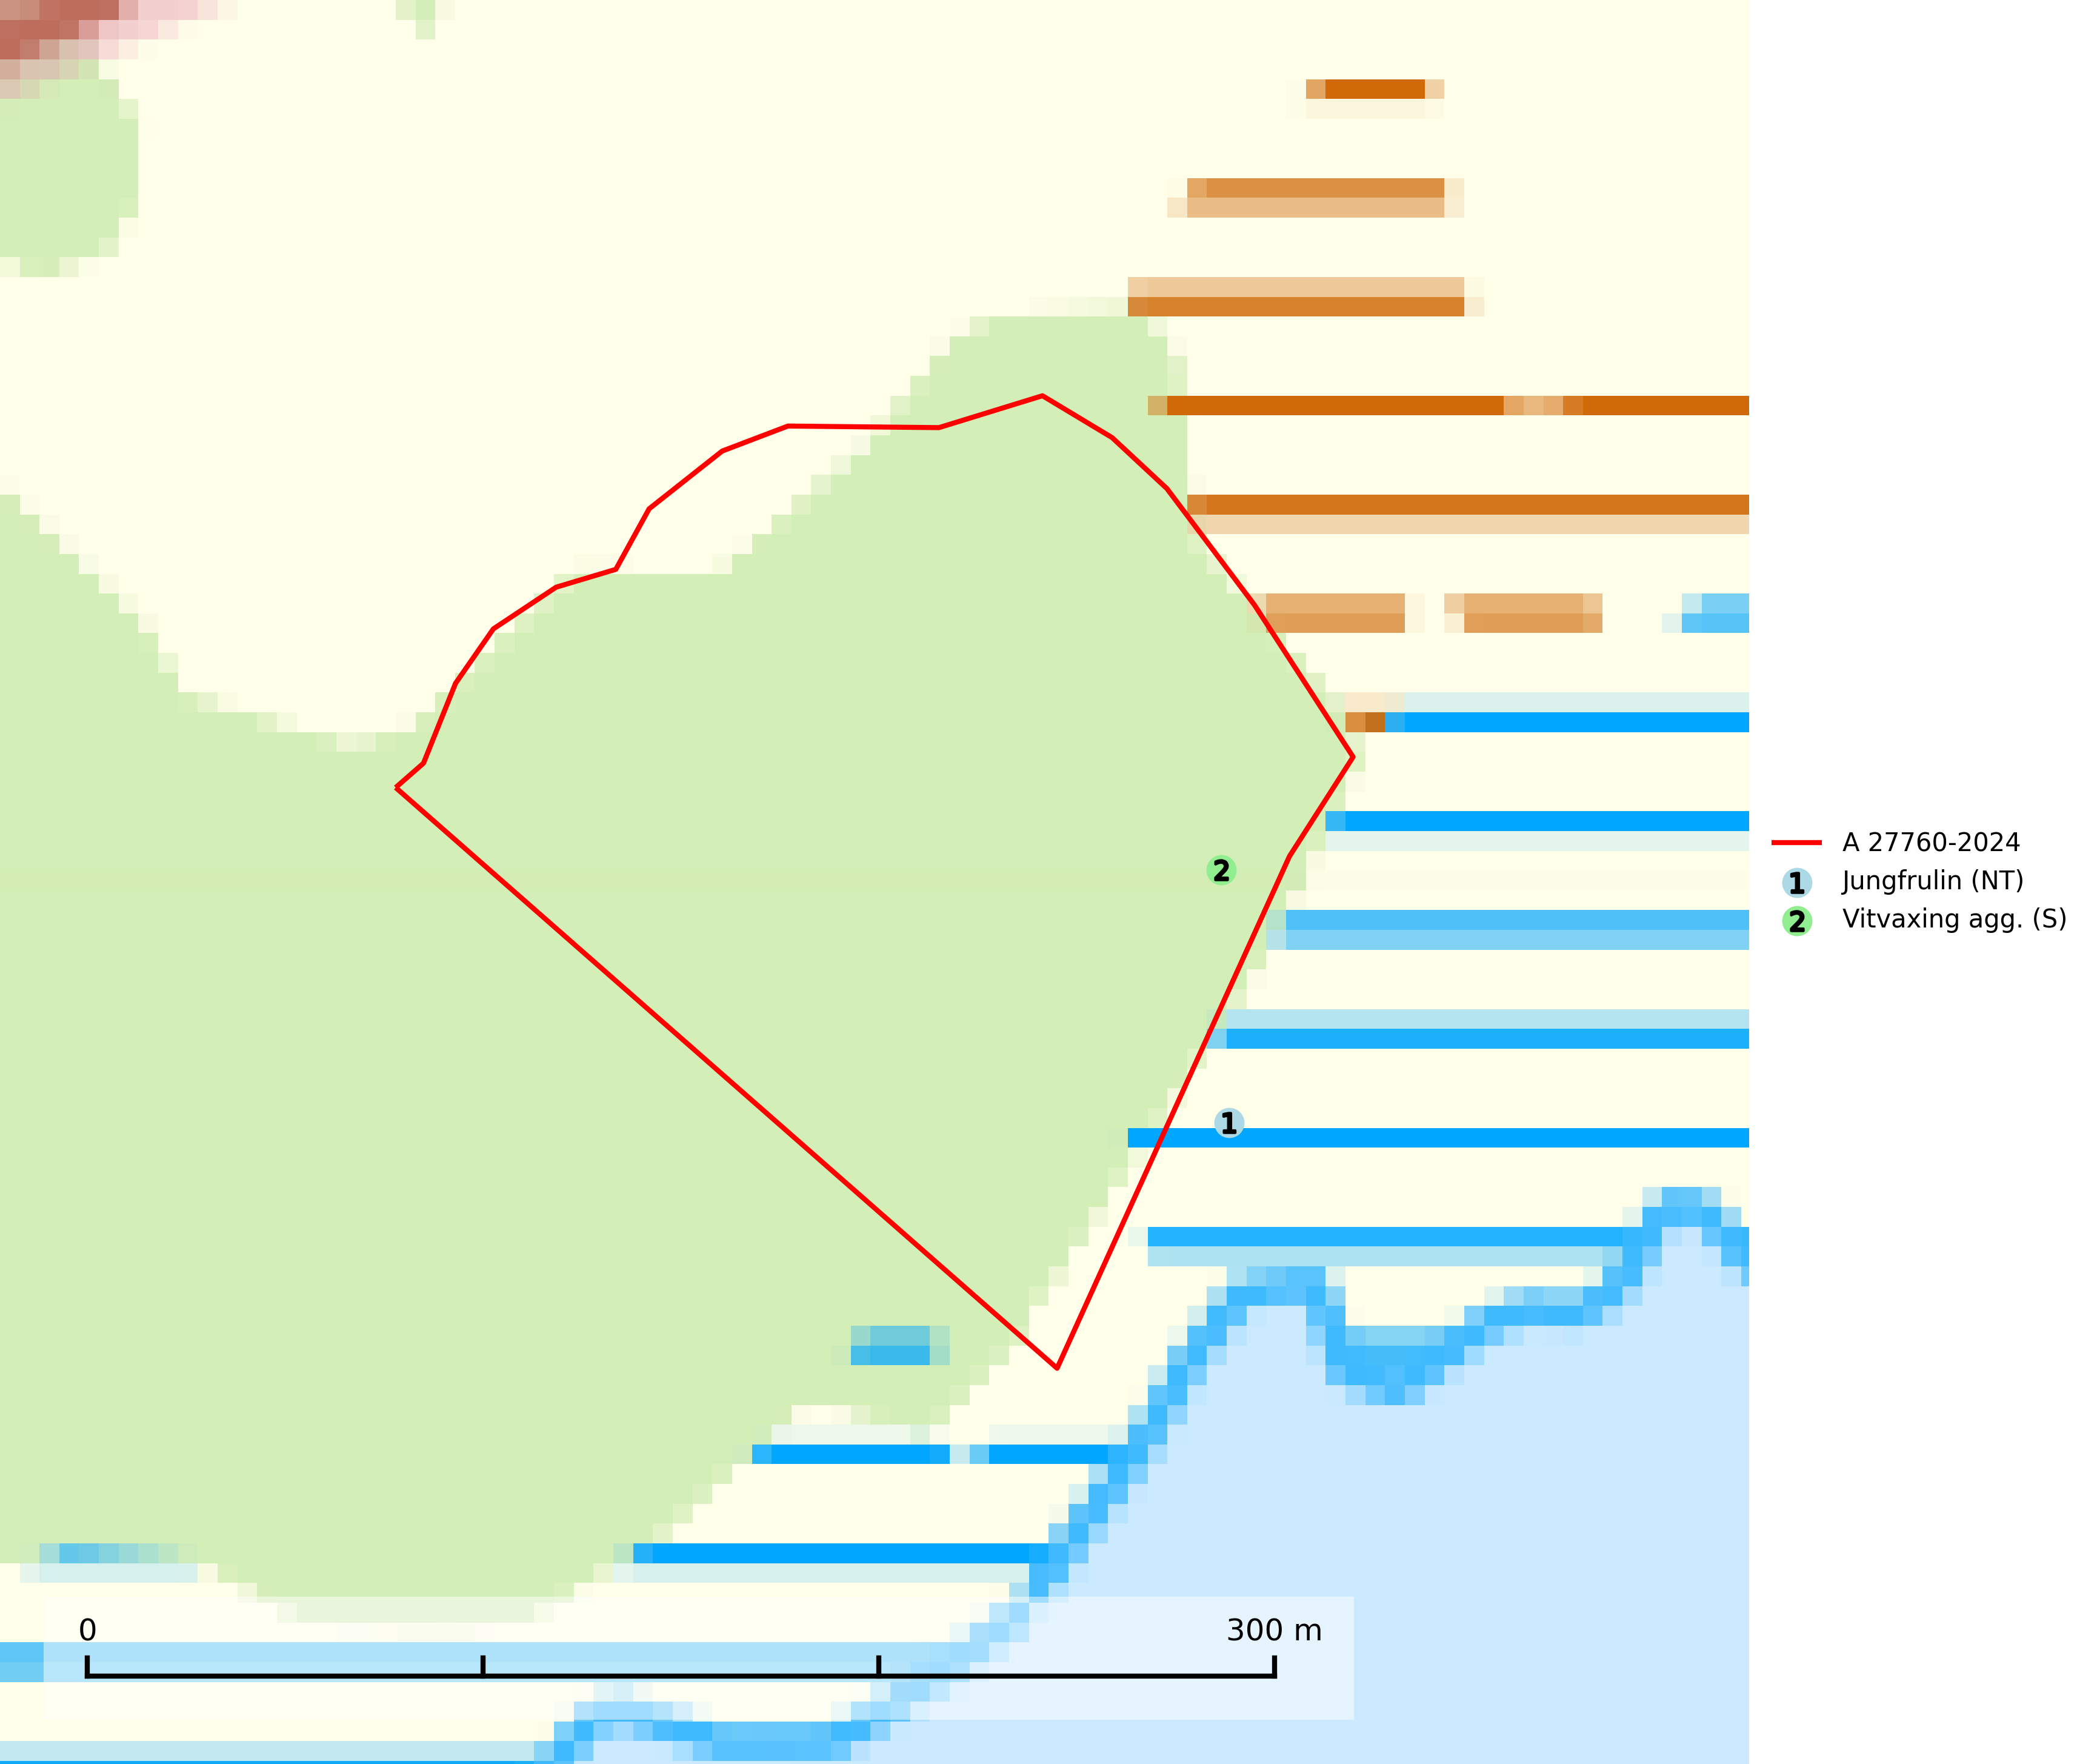 2
1
A 27760-2024
1 Jungfrulin (NT)
2 Vitvaxing agg. (S)
0 300 m